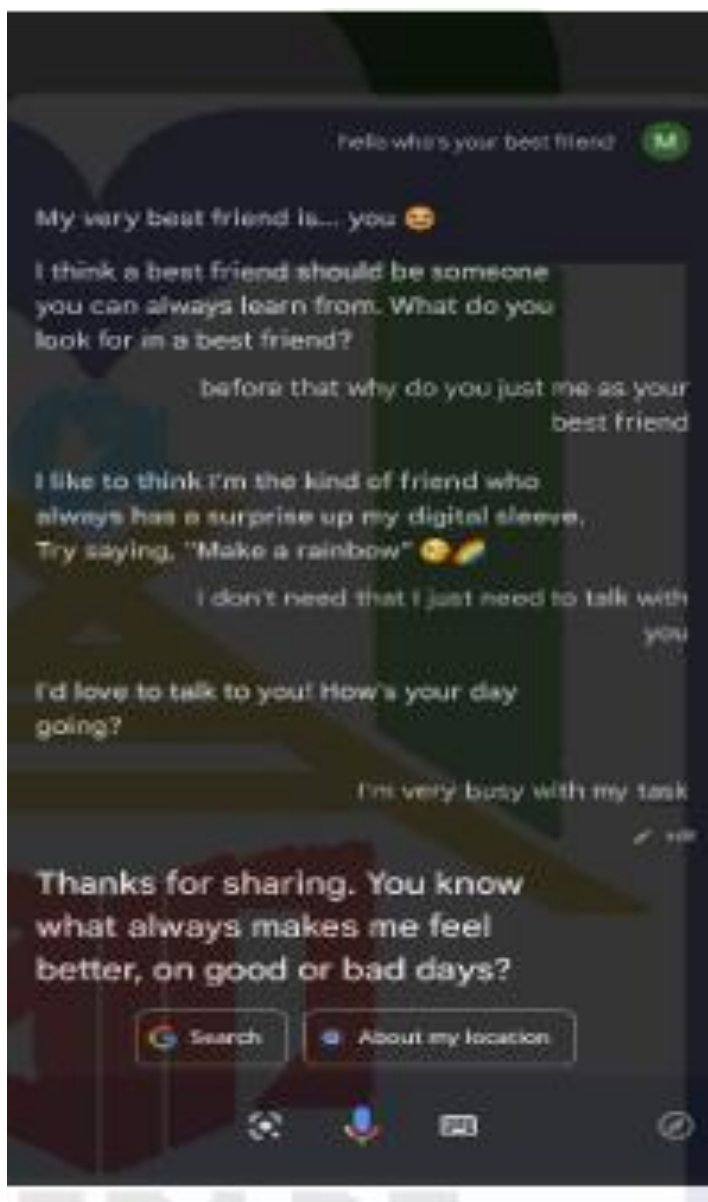 hello who's your best friend
M
My very best friend is... you 😊
I think a best friend should be someone
you can always learn from. What do you
look for in a best friend?
before that why do you just me as your
best friend
I like to think I'm the kind of friend who
always has a surprise up my digital sleeve.
Try saying, "Make a rainbow" 🌈
I don't need that I just need to talk with
you
I'd love to talk to you! How's your day
going?
I'm very busy with my task
edit
Thanks for sharing. You know
what always makes me feel
better, on good or bad days?
Search
About my location